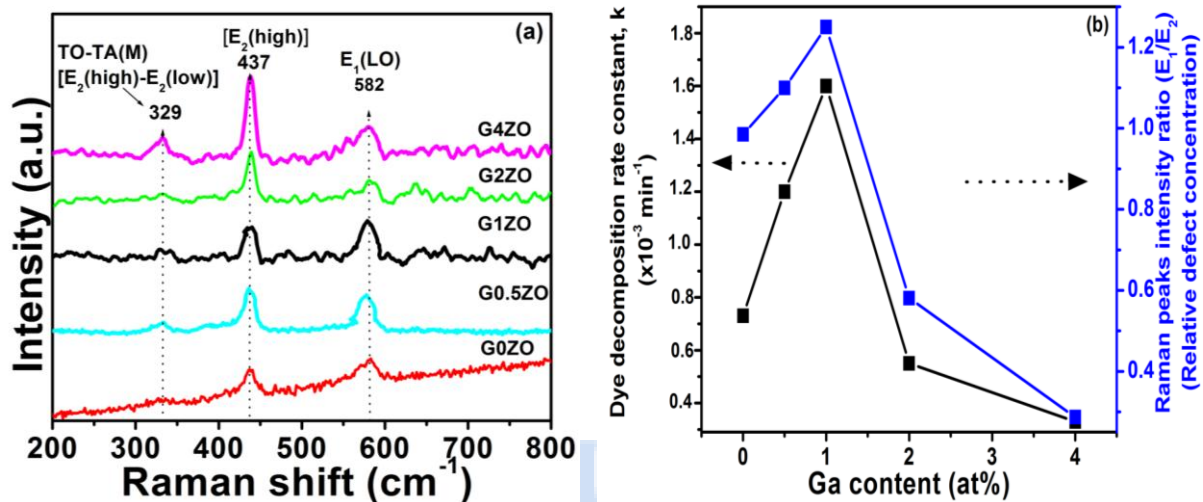 (a)
[E₂(high)]
437
TO-TA(M)
[E₂(high)-E₂(low)]
329
E₁(LO)
582
G4ZO
G2ZO
G1ZO
G0.5ZO
G0ZO
Intensity (a.u.)
200 300 400 500 600 700 800
Raman shift (cm⁻¹)
(b)
Dye decomposition rate constant, k
(x10⁻³ min⁻¹)
1.8
1.6
1.4
1.2
1.0
0.8
0.6
0.4
1.2
1.0
0.8
0.6
0.4
Raman peaks intensity ratio (E₁/E₂)
(Relative defect concentration)
0 1 2 3 4
Ga content (at%)